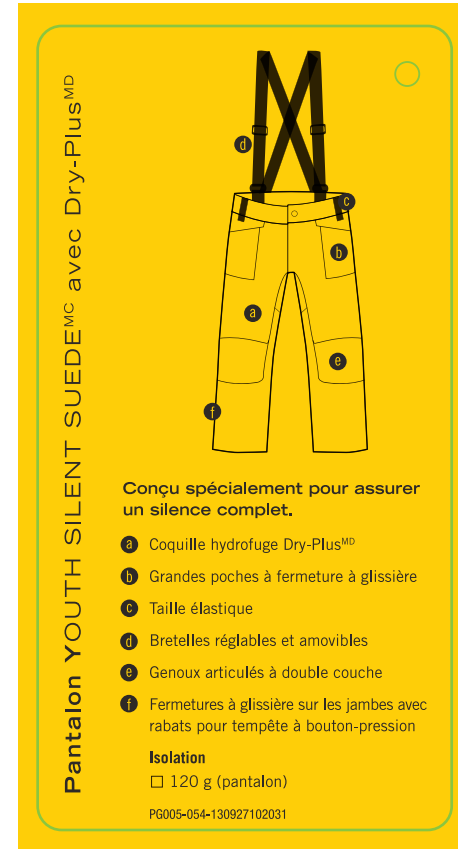 Pantalon YOUTH SILENT SUEDEᴹᶜ avec Dry-Plusᴹᴰ
d
c
b
a
e
f
Conçu spécialement pour assurer
un silence complet.
a Coquille hydrofuge Dry-Plusᴹᴰ
b Grandes poches à fermeture à glissière
c Taille élastique
d Bretelles réglables et amovibles
e Genoux articulés à double couche
f Fermetures à glissière sur les jambes avec
rabats pour tempête à bouton-pression
Isolation
☐ 120 g (pantalon)
PG005-054-130927102031